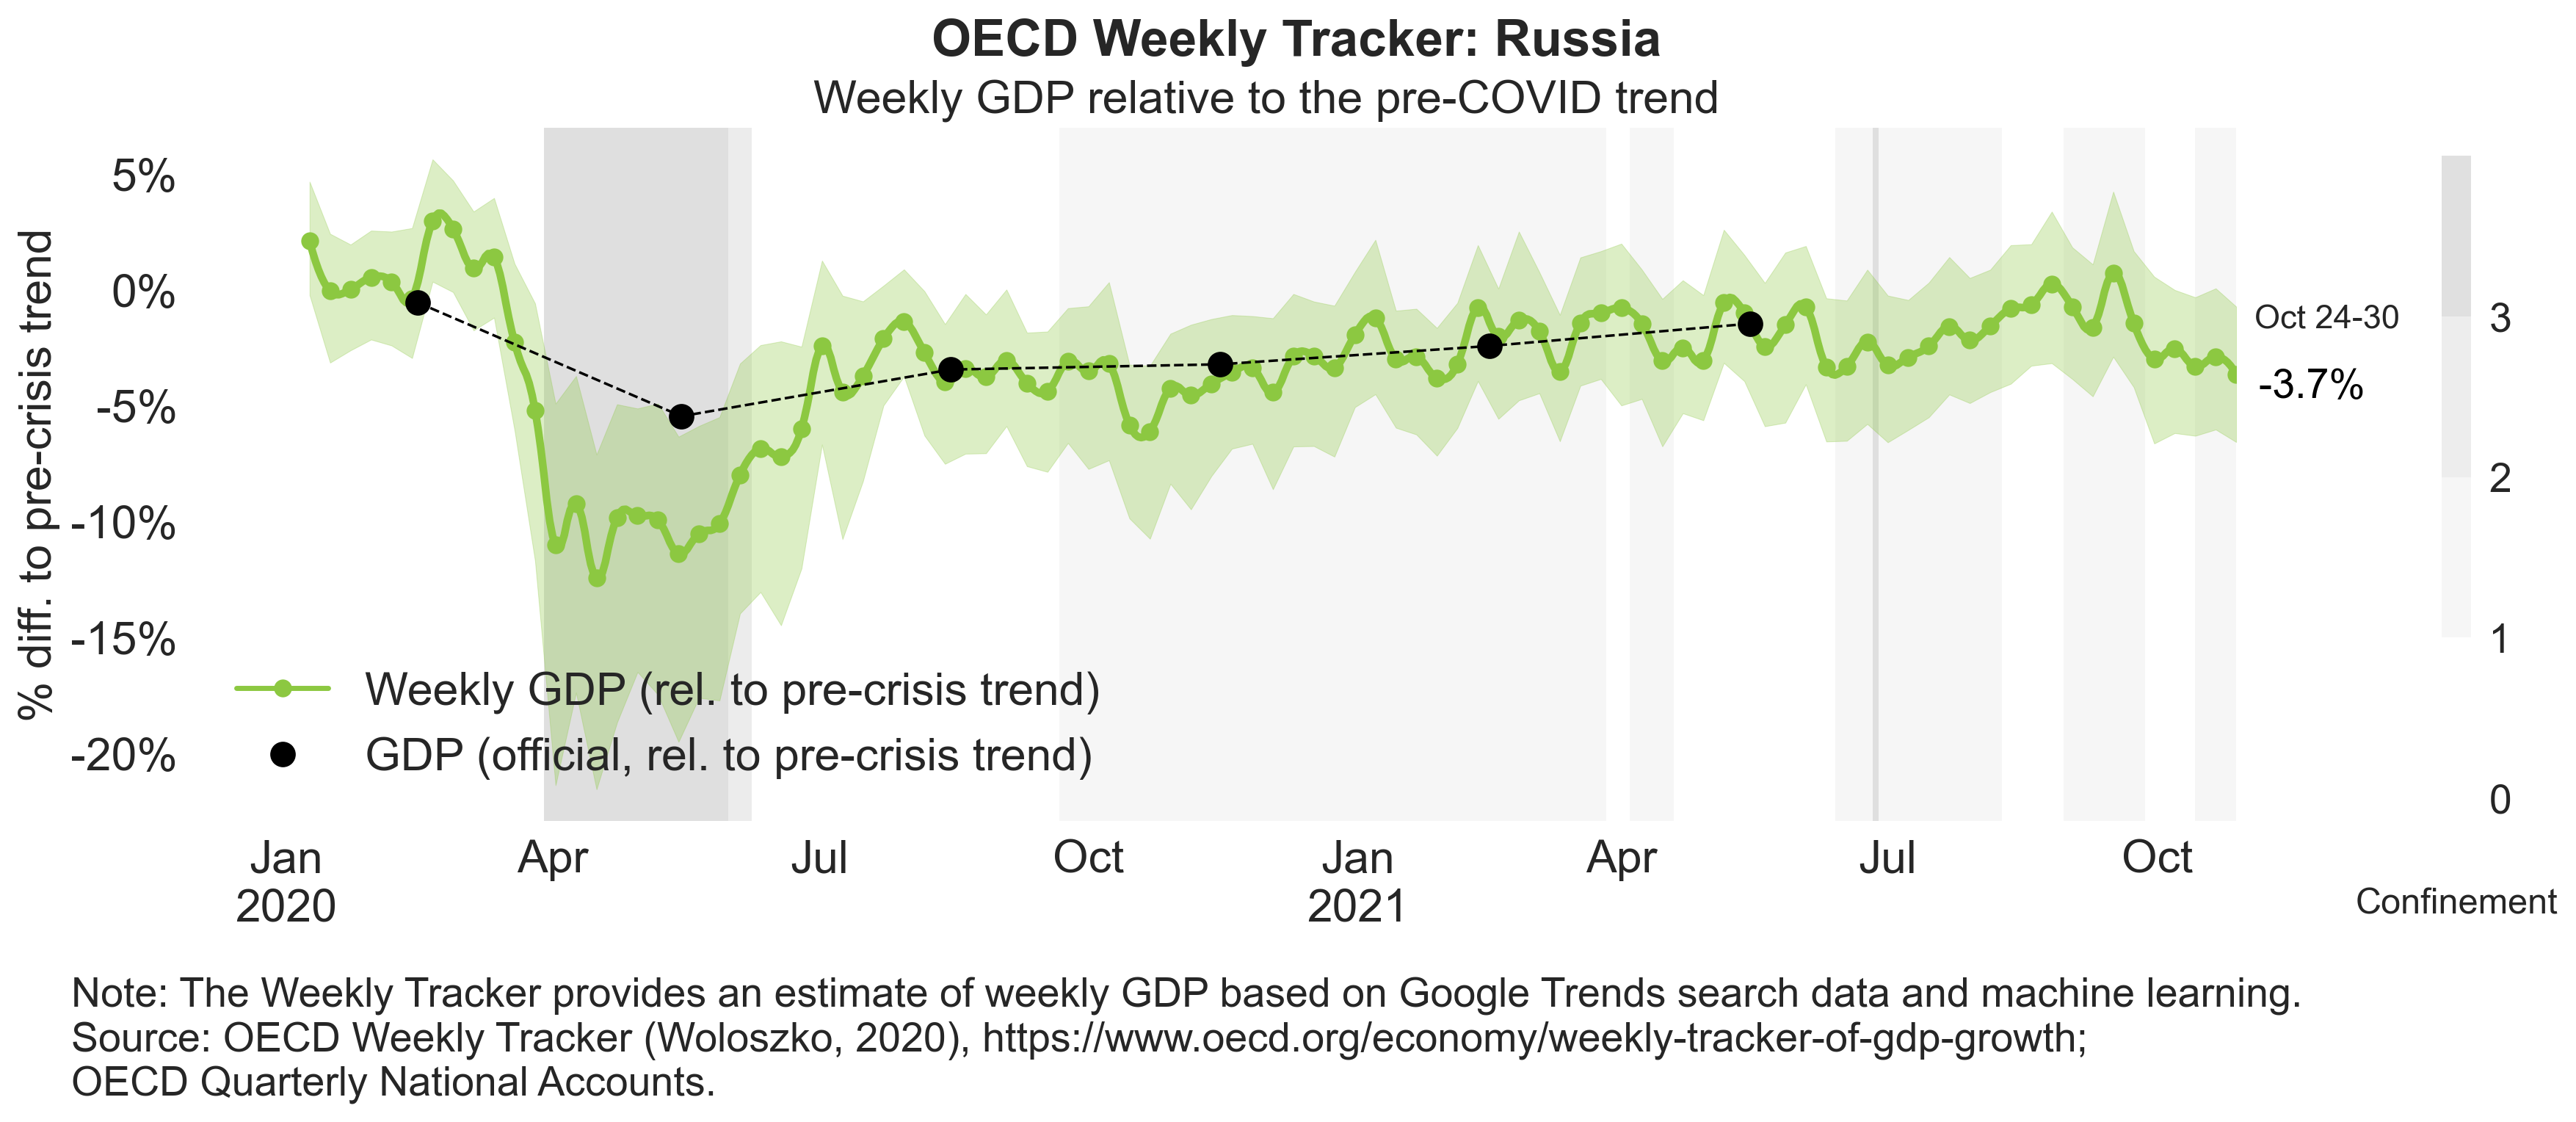 OECD Weekly Tracker: Russia
Weekly GDP relative to the pre-COVID trend
% diff. to pre-crisis trend
5%
0%
-5%
-10%
-15%
-20%
Weekly GDP (rel. to pre-crisis trend)
GDP (official, rel. to pre-crisis trend)
Oct 24-30
-3.7%
3
2
1
0
Confinement
Jan Apr Jul Oct Jan Apr Jul Oct
2020 2021
Note: The Weekly Tracker provides an estimate of weekly GDP based on Google Trends search data and machine learning.
Source: OECD Weekly Tracker (Woloszko, 2020), https://www.oecd.org/economy/weekly-tracker-of-gdp-growth;
OECD Quarterly National Accounts.